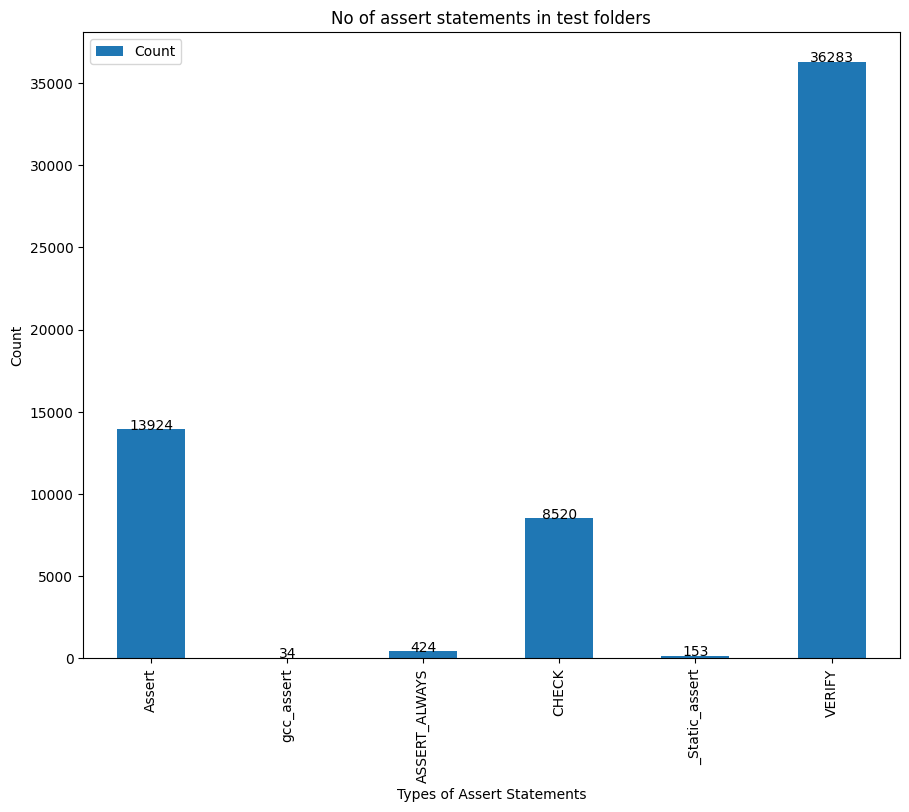 No of assert statements in test folders
Count
36283
35000
30000
25000
20000
15000
13924
10000
8520
5000
424
153
34
0
Count
Assert
gcc_assert
ASSERT_ALWAYS
CHECK
_Static_assert
VERIFY
Types of Assert Statements